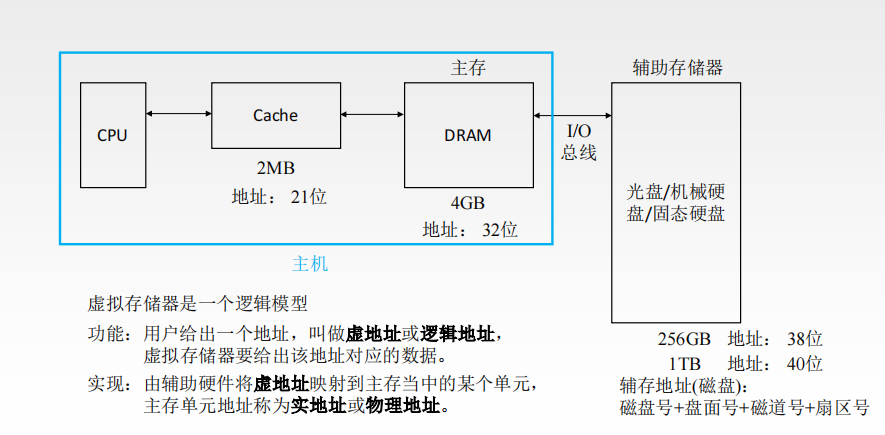 主存
辅助存储器
CPU
Cache
DRAM
I/O
总线
2MB
地址： 21位
4GB
地址： 32位
光盘/机械硬
盘/固态硬盘
主机
虚拟存储器是一个逻辑模型
功能：用户给出一个地址，叫做虚地址或逻辑地址，
虚拟存储器要给出该地址对应的数据。
实现：由辅助硬件将虚地址映射到主存当中的某个单元，
主存单元地址称为实地址或物理地址。
256GB 地址： 38位
1TB 地址： 40位
辅存地址(磁盘)：
磁盘号+盘面号+磁道号+扇区号